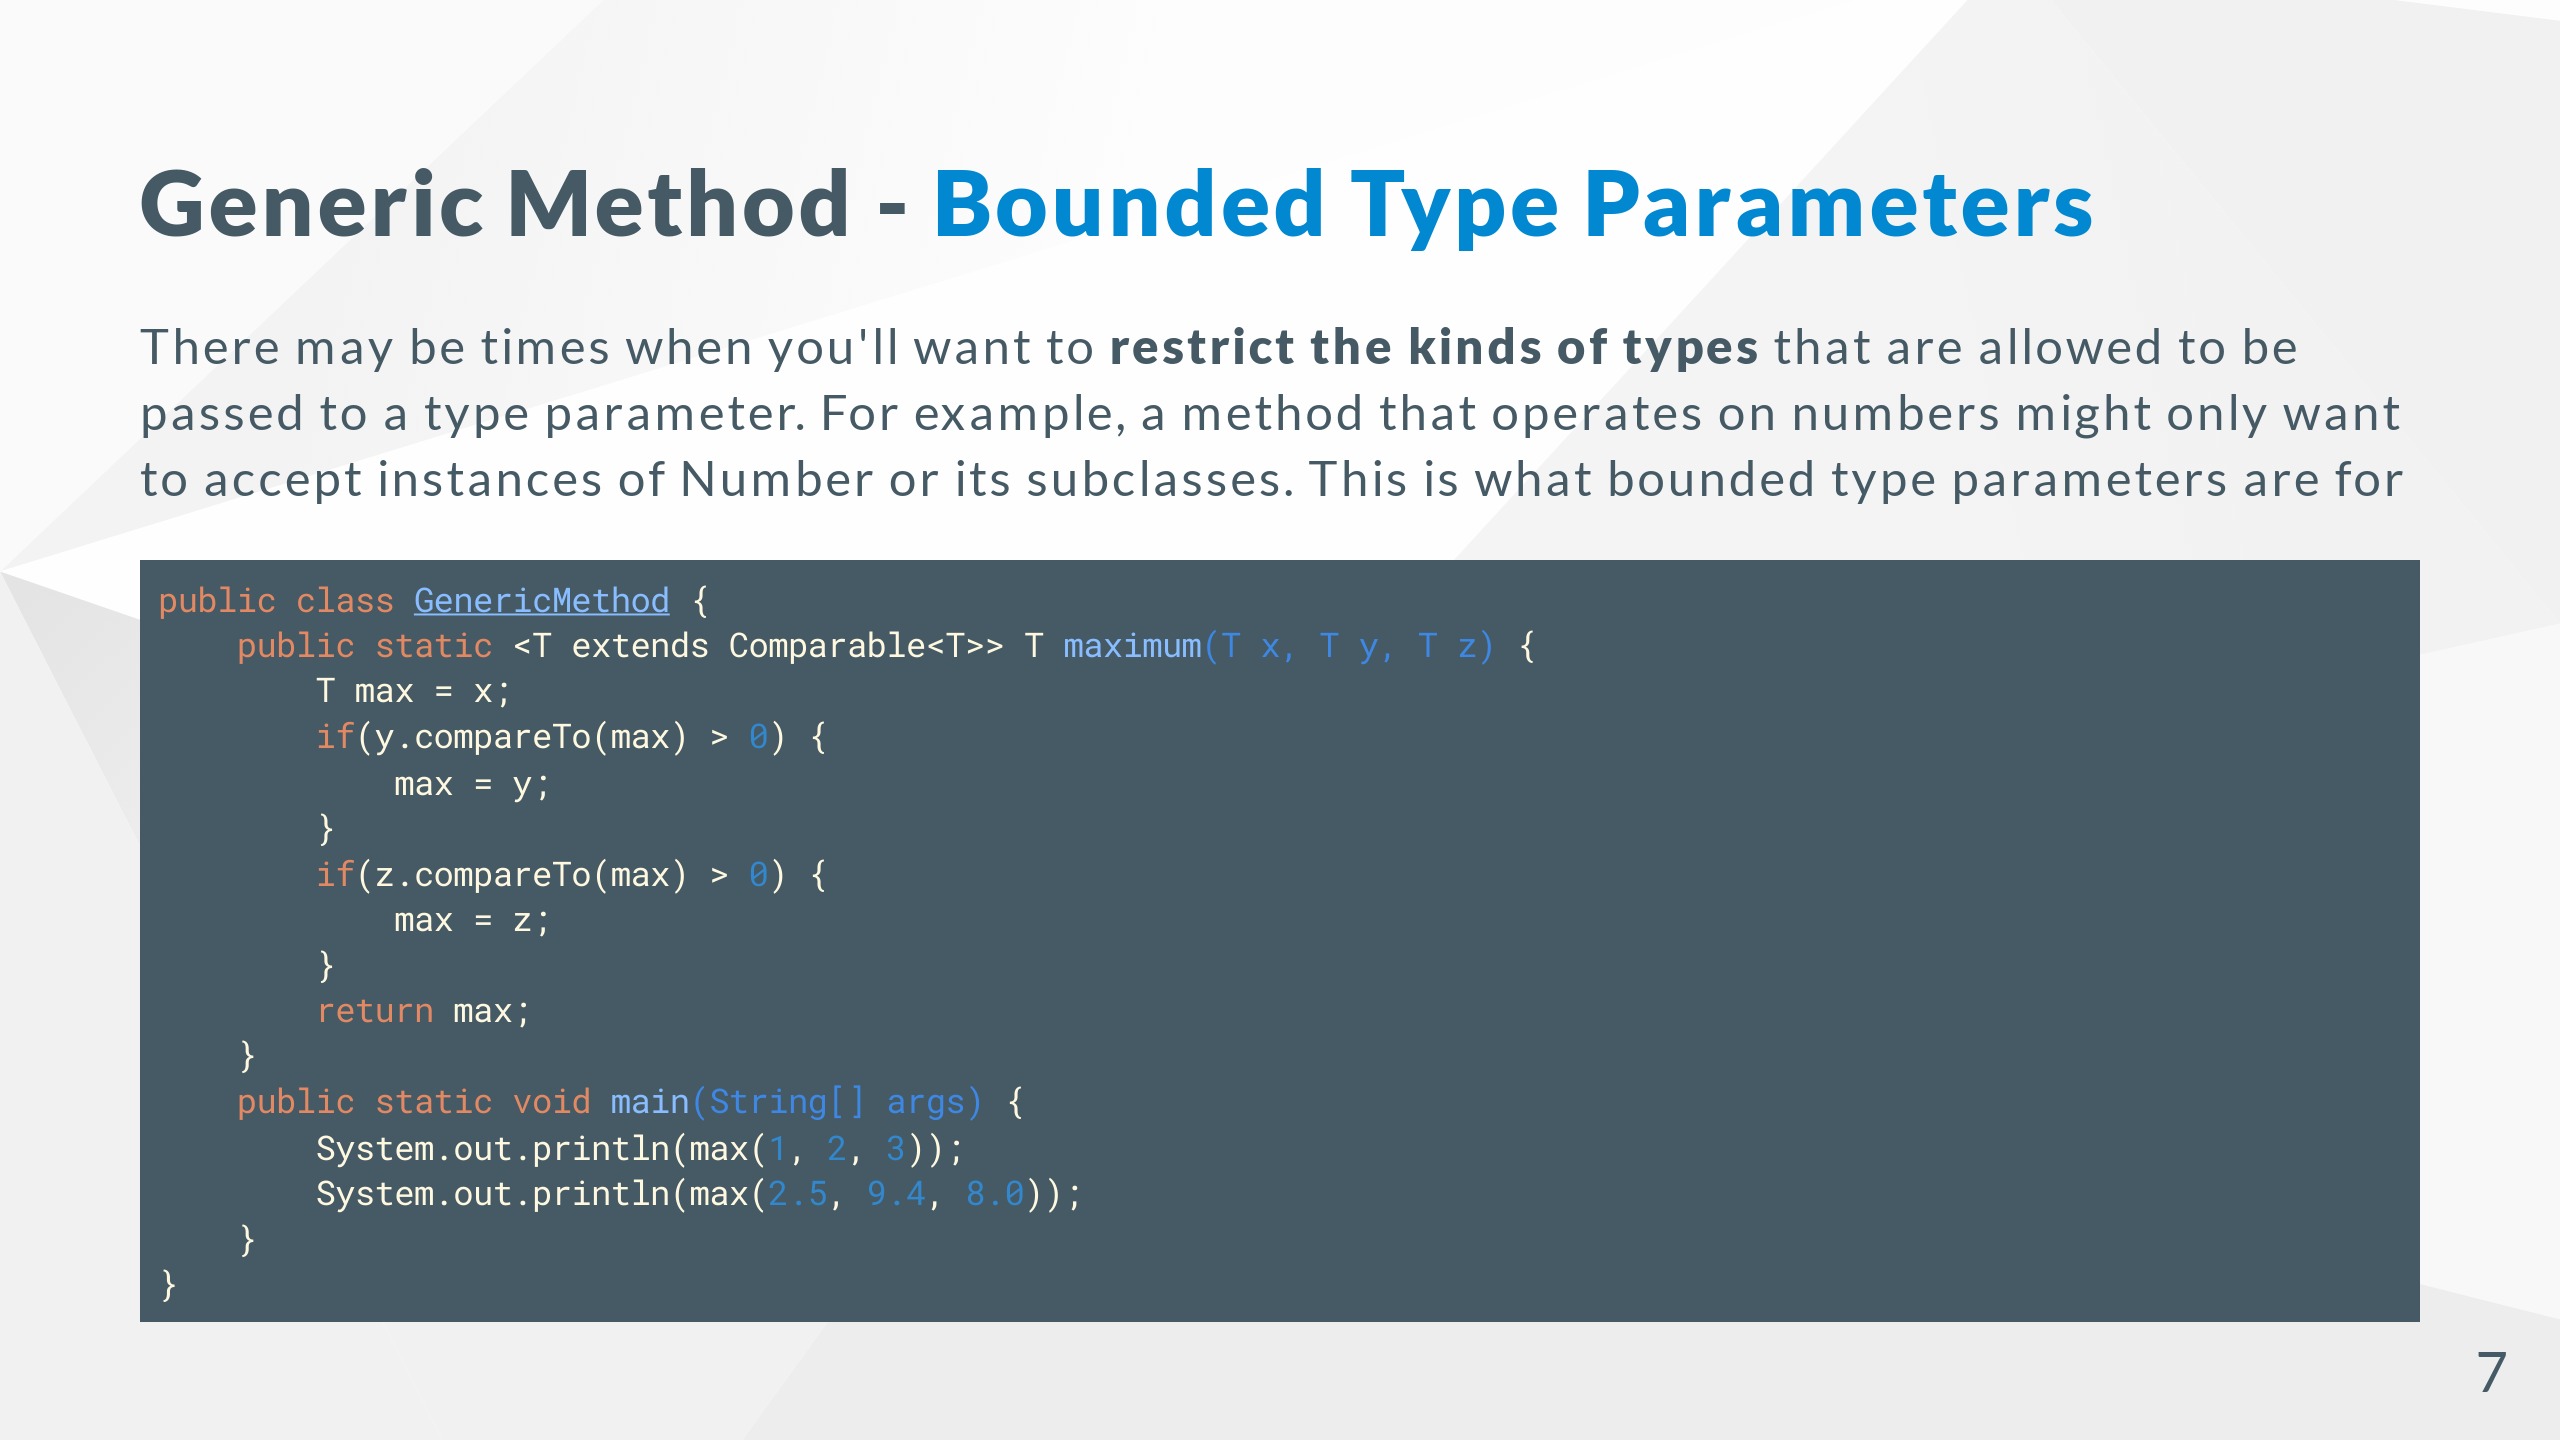 Generic Method - Bounded Type Parameters
There may be times when you'll want to restrict the kinds of types that are allowed to be
passed to a type parameter. For example, a method that operates on numbers might only want
to accept instances of Number or its subclasses. This is what bounded type parameters are for
public class GenericMethod {
    public static <T extends Comparable<T>> T maximum(T x, T y, T z) {
        T max = x;
        if(y.compareTo(max) > 0) {
            max = y;
        }
        if(z.compareTo(max) > 0) {
            max = z;
        }
        return max;
    }
    public static void main(String[] args) {
        System.out.println(max(1, 2, 3));
        System.out.println(max(2.5, 9.4, 8.0));
    }
}
7